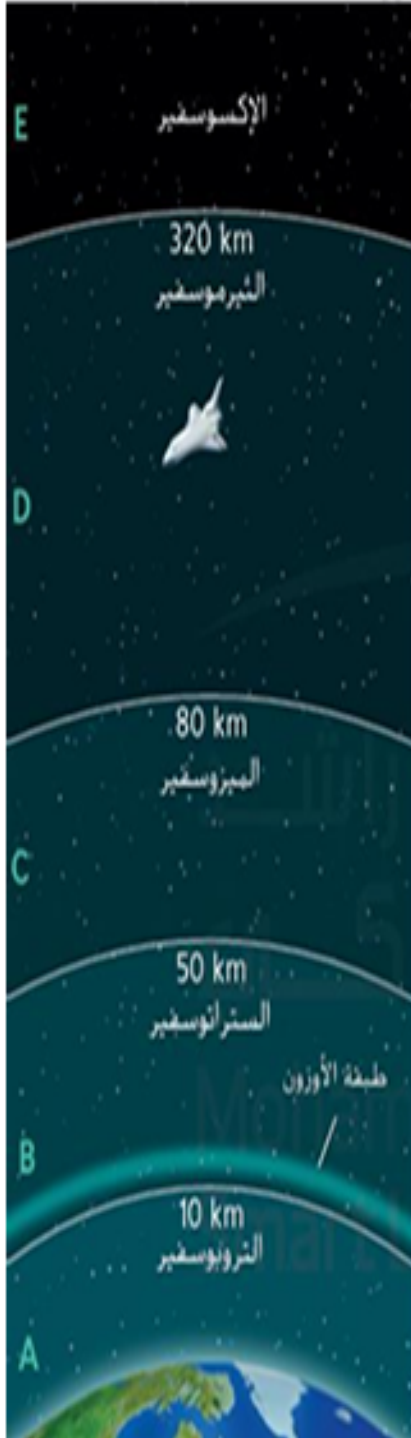 E
الإكسوسفير
320 km
الثيرموسفير
D
80 km
الميزوسفير
C
50 km
الستراتوسفير
طبقة الأوزون
B
10 km
التروبوسفير
A